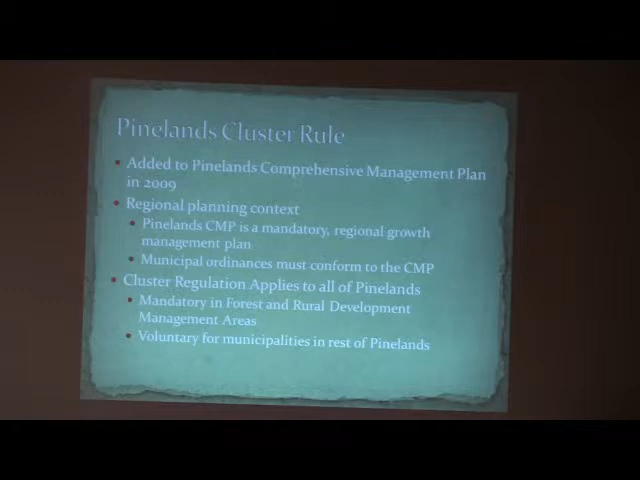 Pinelands Cluster Rule
• Added to Pinelands Comprehensive Management Plan
in 2009
• Regional planning context
• Pinelands CMP is a mandatory, regional growth
management plan
• Municipal ordinances must conform to the CMP
• Cluster Regulation Applies to all of Pinelands
• Mandatory in Forest and Rural Development
Management Areas
• Voluntary for municipalities in rest of Pinelands